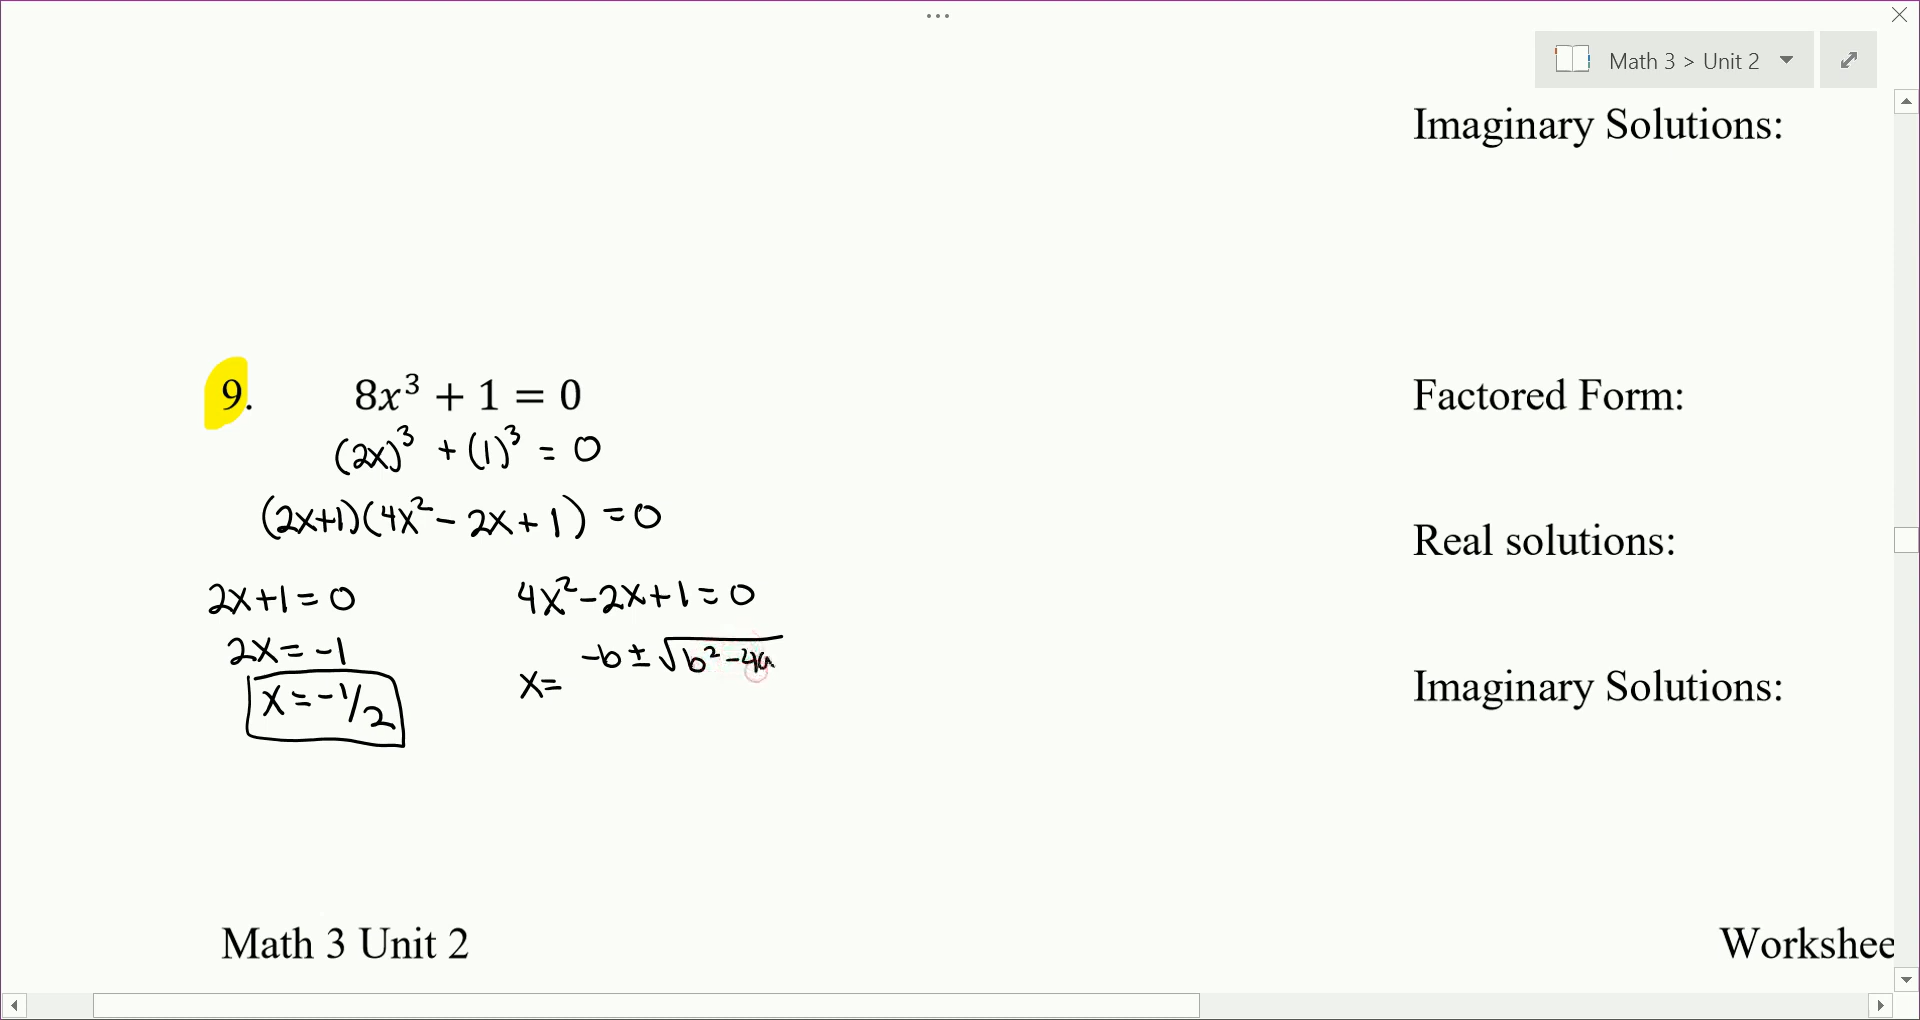 Math 3 > Unit 2
Imaginary Solutions:
9. 8x³ + 1 = 0
(2x)³ + (1)³ = 0
(2x+1)(4x² - 2x + 1) = 0
2x+1 = 0
2x = -1
x = -1/2
4x² - 2x + 1 = 0
x = -b ± √b² - 4a
Factored Form:
Real solutions:
Imaginary Solutions:
Math 3 Unit 2
Workshee